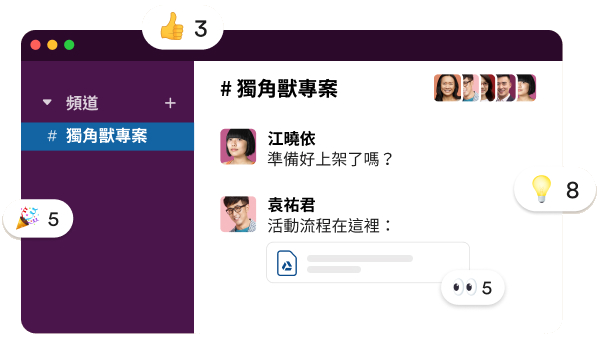 👍 3
頻道 +
# 獨角獸專案
# 獨角獸專案
江曉依
準備好上架了嗎？
袁祐君
活動流程在這裡：
🎉 5
💡 8
👀 5